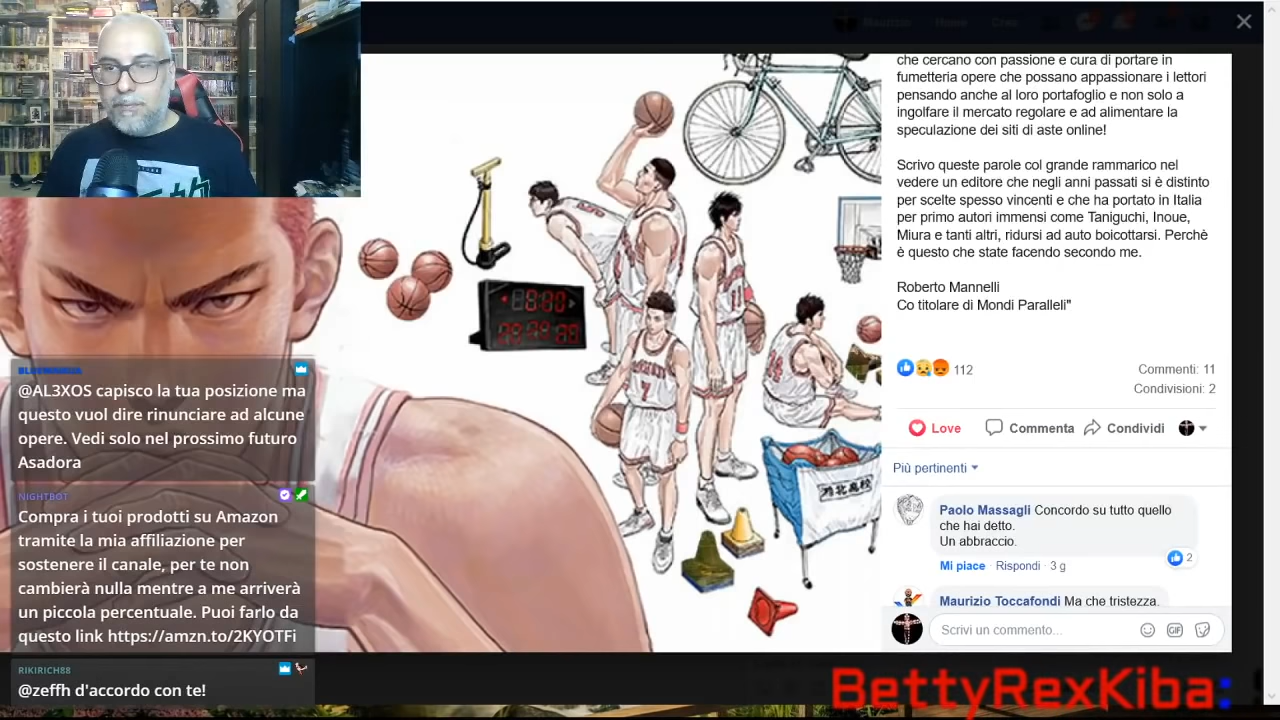 che cercano con passione e cura di portare in
fumetteria opere che possano appassionare i lettori
pensando anche al loro portafoglio e non solo a
ingolfare il mercato regolare e ad alimentare la
speculazione dei siti di aste online!
Scrivo queste parole col grande rammarico nel
vedere un editore che negli anni passati si è distinto
per scelte spesso vincenti e che ha portato in Italia
per primo autori immensi come Taniguchi, Inoue,
Miura e tanti altri, ridursi ad auto boicottarsi. Perchè
è questo che state facendo secondo me.
Roberto Mannelli
Co titolare di Mondi Paralleli"
112
Commenti: 11
Condivisioni: 2
Love
Commenta
Condividi
Più pertinenti
Paolo Massagli Concordo su tutto quello
che hai detto.
Un abbraccio.
2
Mi piace · Rispondi · 3 g
Maurizio Toccafondi Ma che tristezza.
Scrivi un commento...
GIF
@AL3XOS capisco la tua posizione ma
questo vuol dire rinunciare ad alcune
opere. Vedi solo nel prossimo futuro
Asadora
NIGHTBOT
Compra i tuoi prodotti su Amazon
tramite la mia affiliazione per
sostenere il canale, per te non
cambierà nulla mentre a me arriverà
un piccola percentuale. Puoi farlo da
questo link https://amzn.to/2KYOTFi
RIKIRICH88
@zeffh d'accordo con te!
湘北高校
7
BettyRexKiba: